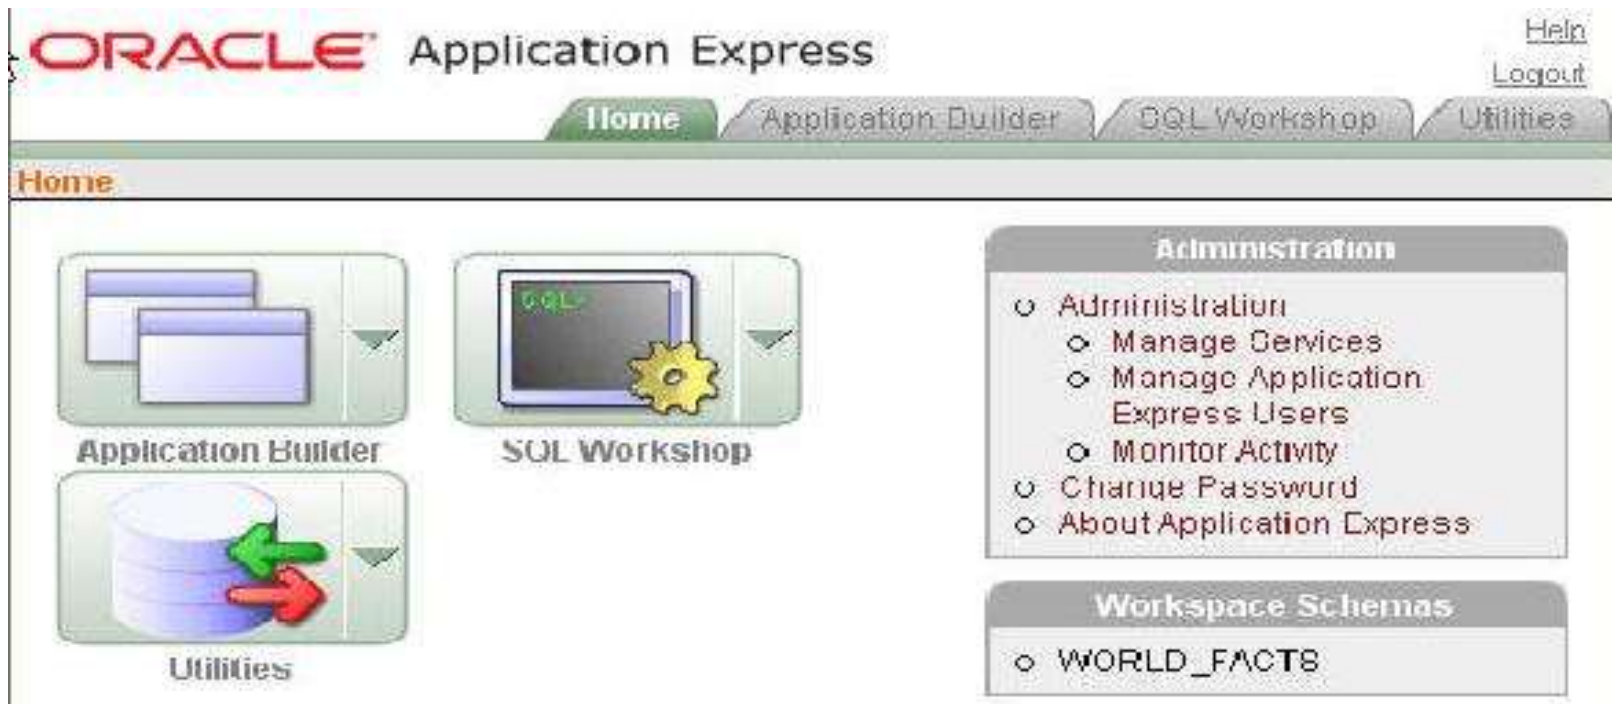 ORACLE Application Express
Help
Logout
Home
Application Builder
SQL Workshop
Utilities
Home
SQL>
Application Builder
SQL Workshop
Utilities
Administration
Administration
Manage Services
Manage Application
Express Users
Monitor Activity
Change Password
About Application Express
Workspace Schemas
WORLD_FACTS